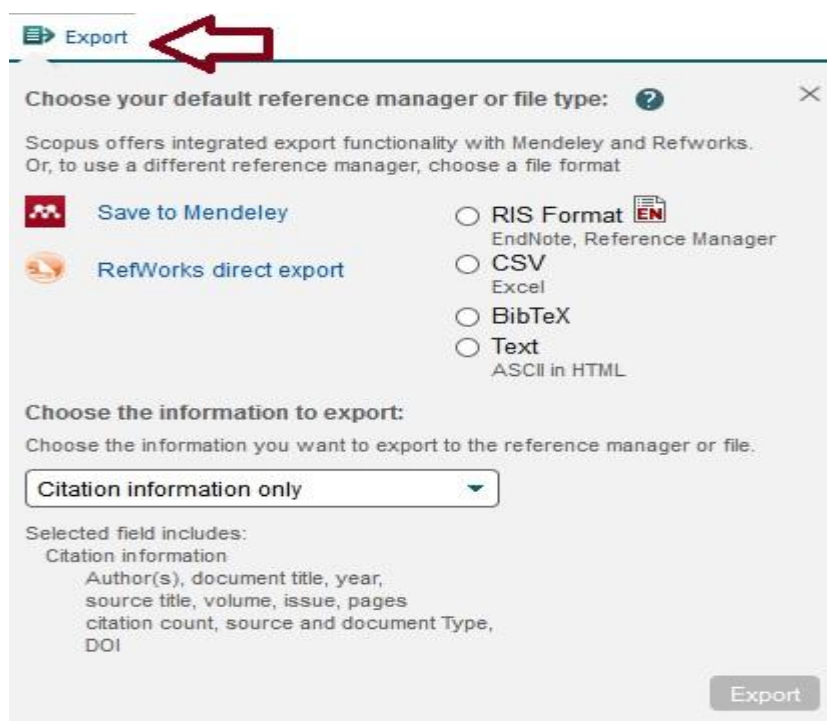 Export
Choose your default reference manager or file type: ?
Scopus offers integrated export functionality with Mendeley and Refworks.
Or, to use a different reference manager, choose a file format
Save to Mendeley
RefWorks direct export
RIS Format EN
EndNote, Reference Manager
CSV
Excel
BibTeX
Text
ASCII in HTML
Choose the information to export:
Choose the information you want to export to the reference manager or file.
Citation information only
Selected field includes:
Citation information
Author(s), document title, year,
source title, volume, issue, pages
citation count, source and document Type,
DOI
Export